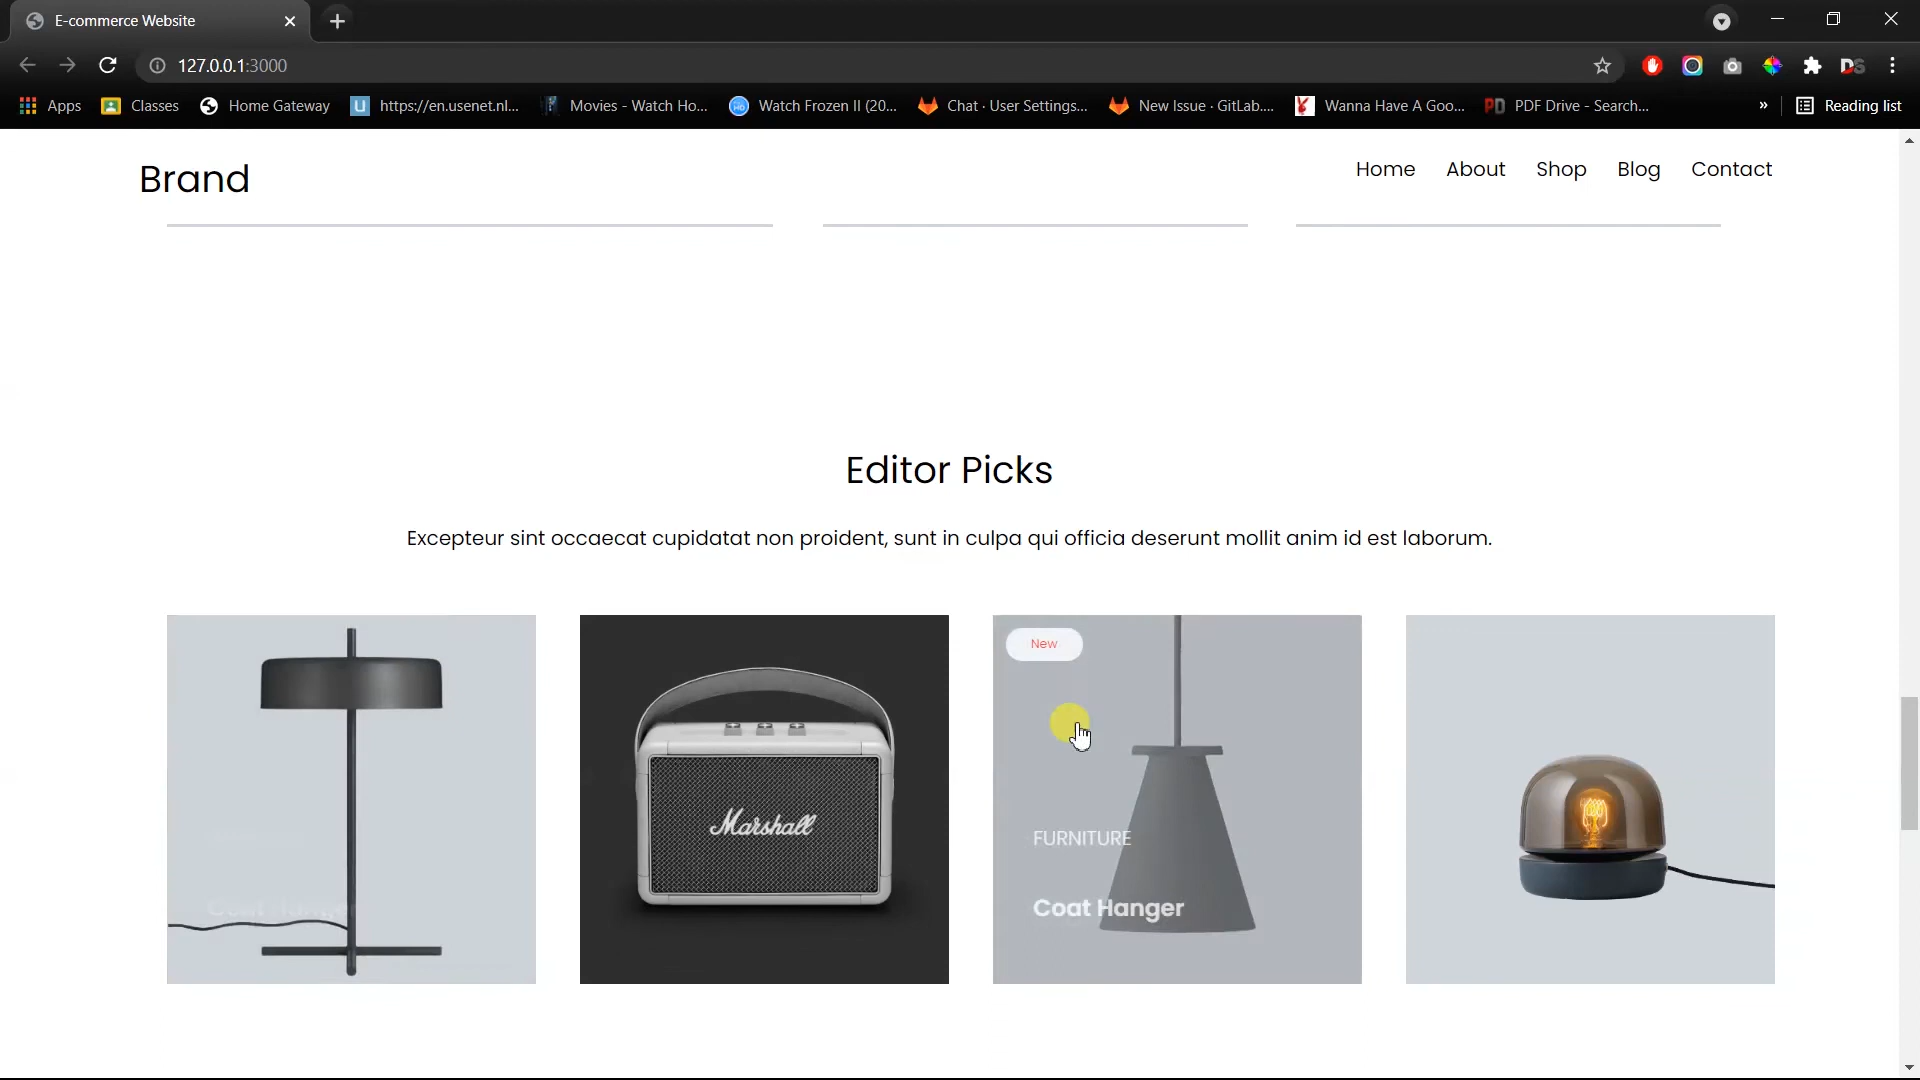 E-commerce Website
127.0.0.1:3000
Apps Classes Home Gateway https://en.usenet.nl... Movies - Watch Ho... Watch Frozen II (20... Chat · User Settings... New Issue · GitLab.... Wanna Have A Goo... PDF Drive - Search... » Reading list
Brand Home About Shop Blog Contact
Editor Picks
Excepteur sint occaecat cupidatat non proident, sunt in culpa qui officia deserunt mollit anim id est laborum.
New
Marshall
FURNITURE
Coat Hanger Coat Hanger